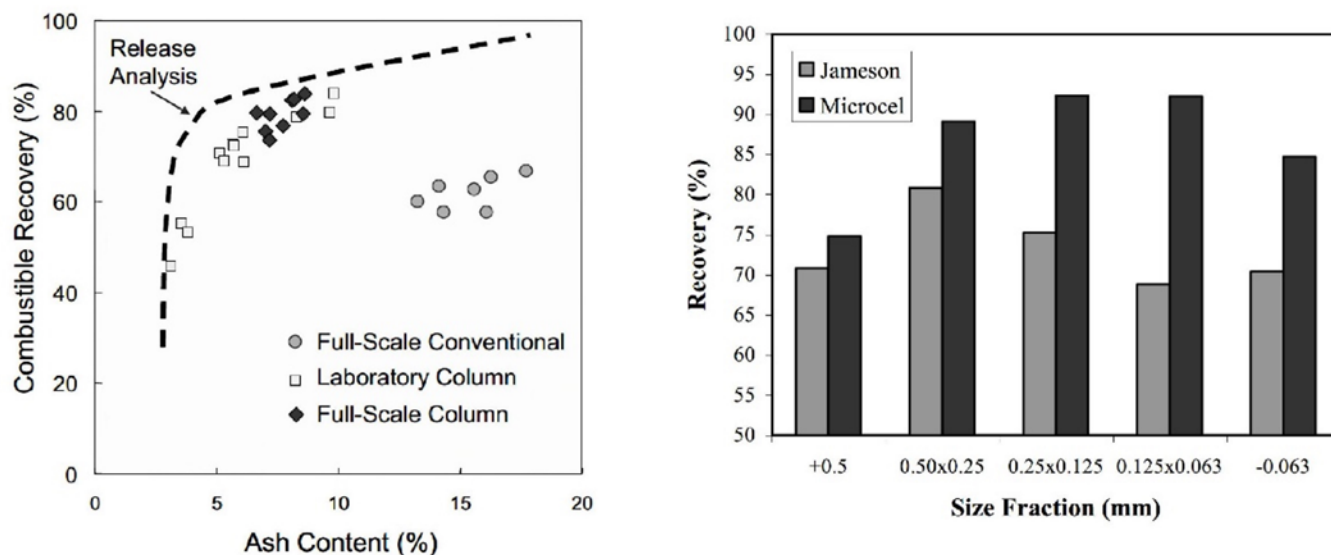 Combustible Recovery (%)
100
80
60
40
20
0
Release
Analysis
Full-Scale Conventional
Laboratory Column
Full-Scale Column
0 5 10 15 20
Ash Content (%)
Recovery (%)
100
95
90
85
80
75
70
65
60
55
50
Jameson
Microcel
+0.5 0.50x0.25 0.25x0.125 0.125x0.063 -0.063
Size Fraction (mm)